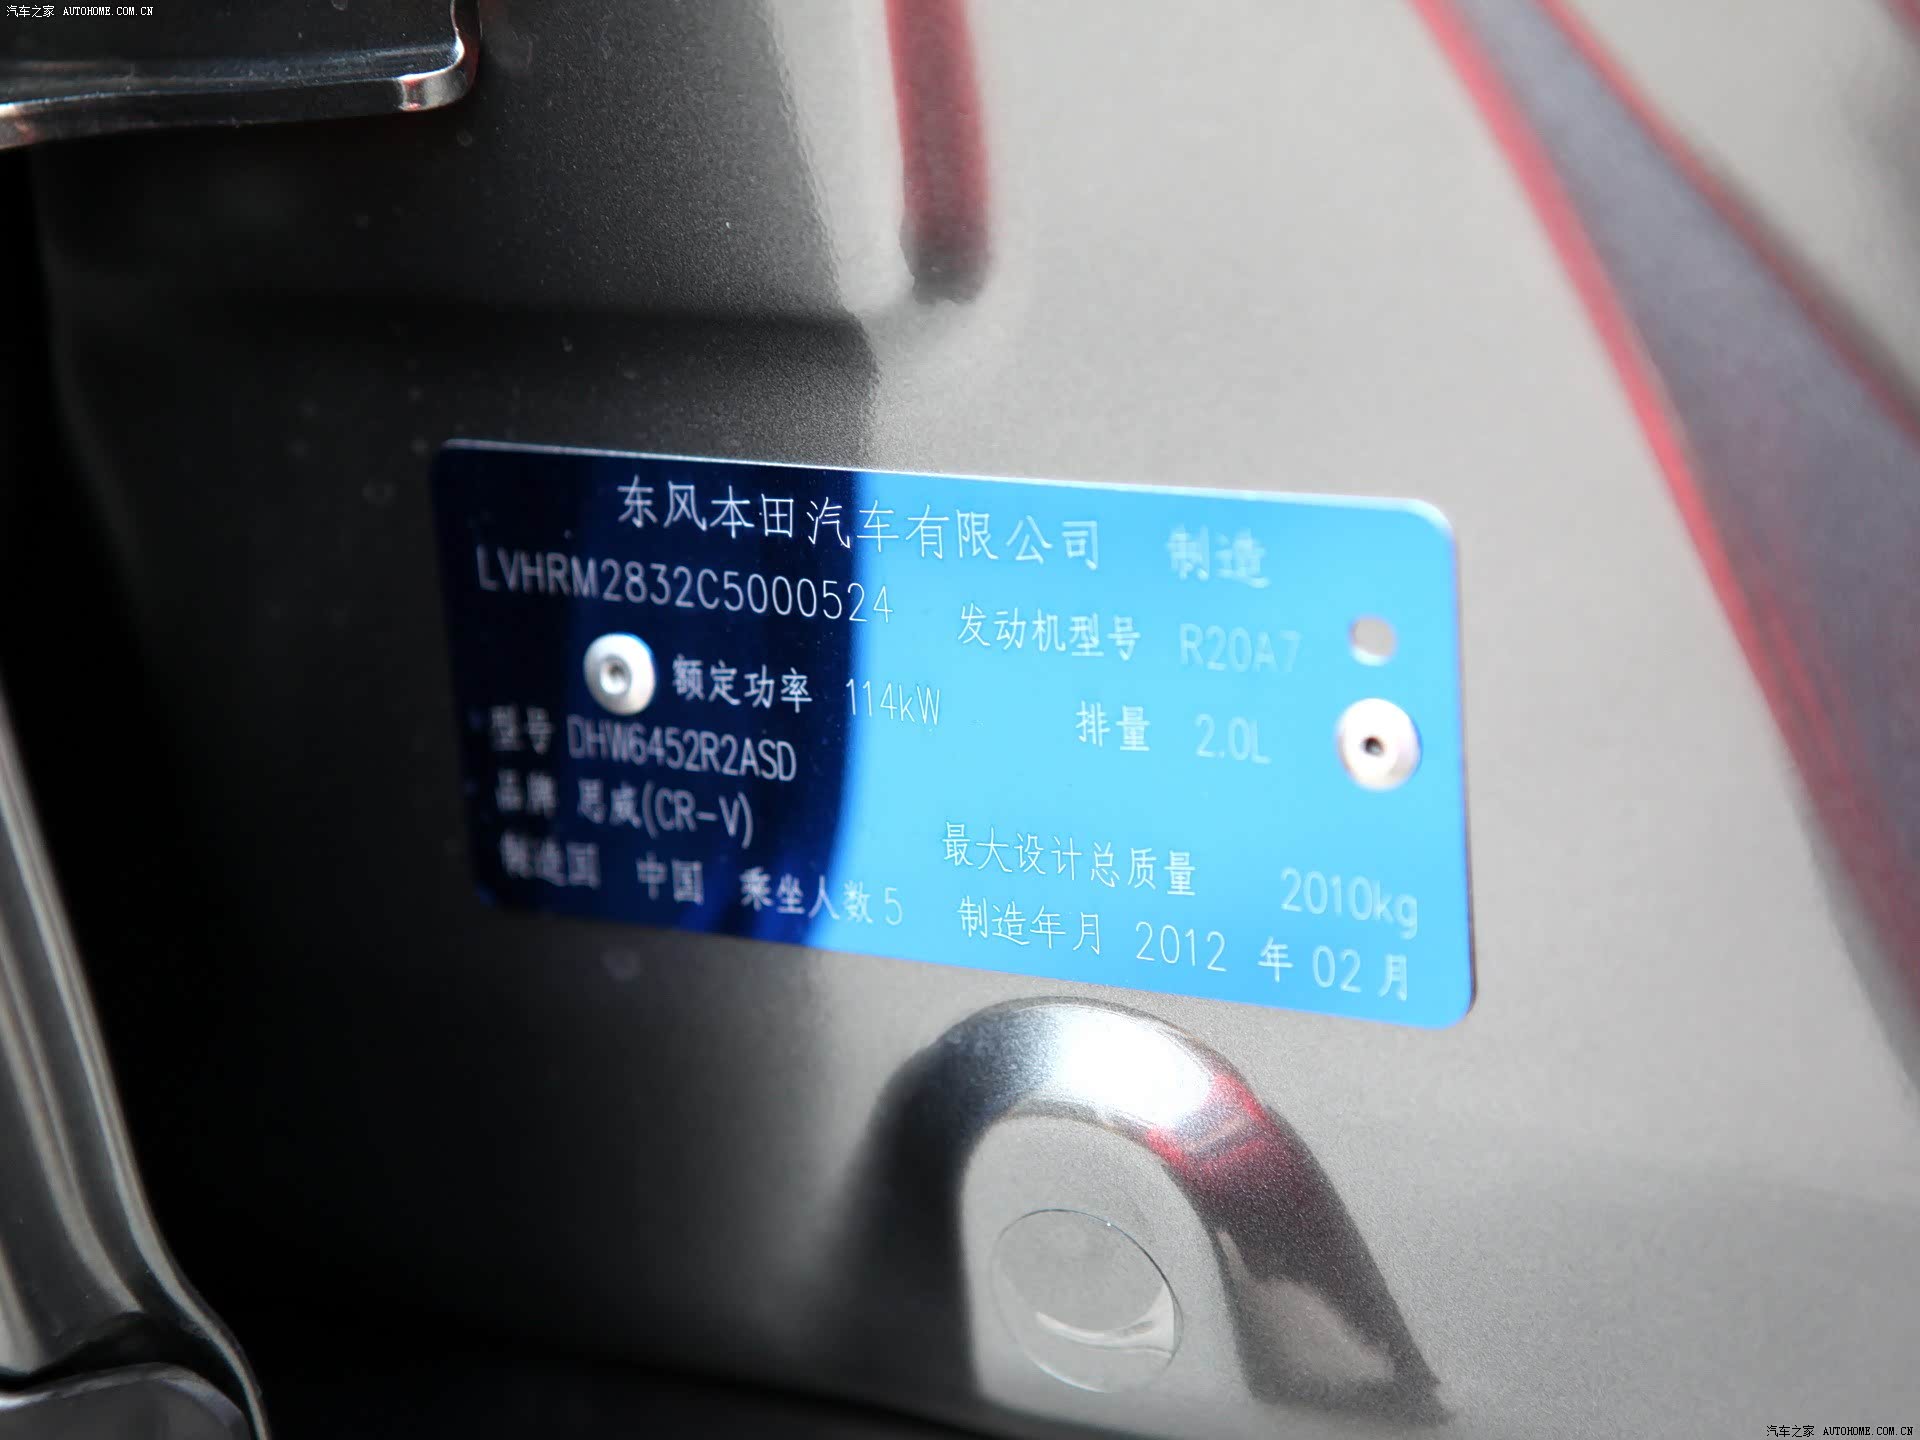 汽车之家 AUTOHOME.COM.CN
东风本田汽车有限公司 制造
LVHRM2832C5000524 发动机型号 R20A7
额定功率 114kW 排量 2.0L
型号 DHW6452R2ASD
品牌 思威(CR-V) 最大设计总质量 2010kg
制造国 中国 乘坐人数 5 制造年月 2012 年 02 月
汽车之家 AUTOHOME.COM.CN